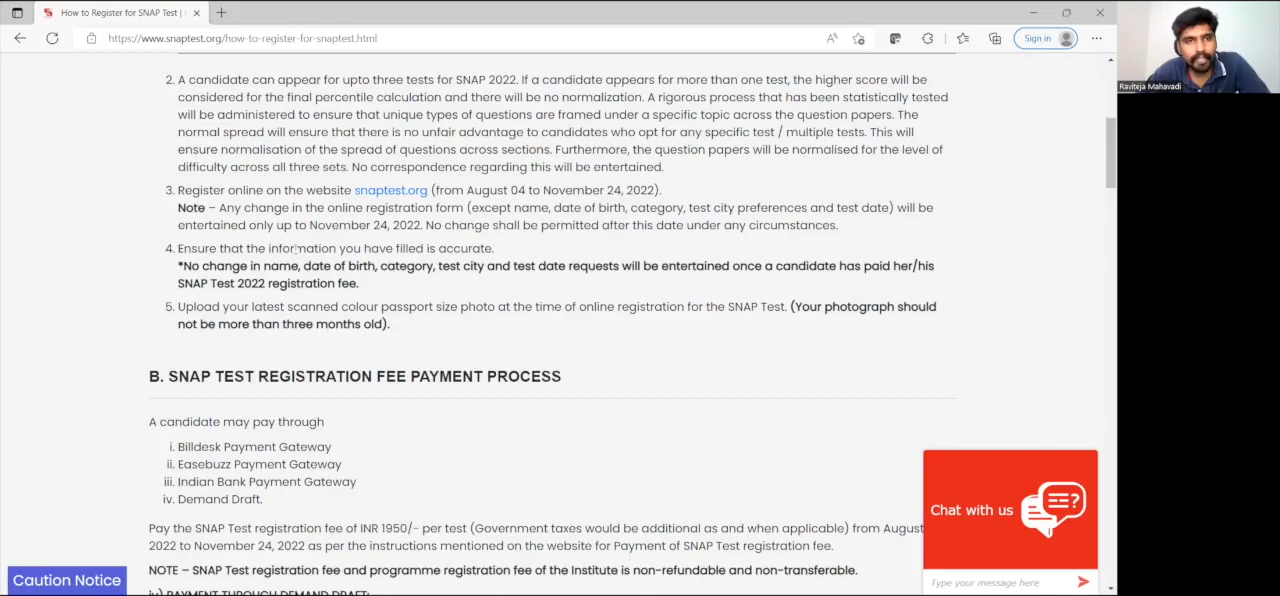 How to Register for SNAP Test |
https://www.snaptest.org/how-to-register-for-snaptest.html
Sign in
Raviteja Mahavadi
2. A candidate can appear for upto three tests for SNAP 2022. If a candidate appears for more than one test, the higher score will be
considered for the final percentile calculation and there will be no normalization. A rigorous process that has been statistically tested
will be administered to ensure that unique types of questions are framed under a specific topic across the question papers. The
normal spread will ensure that there is no unfair advantage to candidates who opt for any specific test / multiple tests. This will
ensure normalisation of the spread of questions across sections. Furthermore, the question papers will be normalised for the level of
difficulty across all three sets. No correspondence regarding this will be entertained.
3. Register online on the website snaptest.org (from August 04 to November 24, 2022).
Note – Any change in the online registration form (except name, date of birth, category, test city preferences and test date) will be
entertained only up to November 24, 2022. No change shall be permitted after this date under any circumstances.
4. Ensure that the information you have filled is accurate.
*No change in name, date of birth, category, test city and test date requests will be entertained once a candidate has paid her/his
SNAP Test 2022 registration fee.
5. Upload your latest scanned colour passport size photo at the time of online registration for the SNAP Test. (Your photograph should
not be more than three months old).
B. SNAP TEST REGISTRATION FEE PAYMENT PROCESS
A candidate may pay through
i. Billdesk Payment Gateway
ii. Easebuzz Payment Gateway
iii. Indian Bank Payment Gateway
iv. Demand Draft.
Pay the SNAP Test registration fee of INR 1950/- per test (Government taxes would be additional as and when applicable) from August
2022 to November 24, 2022 as per the instructions mentioned on the website for Payment of SNAP Test registration fee.
NOTE – SNAP Test registration fee and programme registration fee of the Institute is non-refundable and non-transferable.
iv) PAYMENT THROUGH DEMAND DRAFT:
Chat with us
Type your message here
Caution Notice